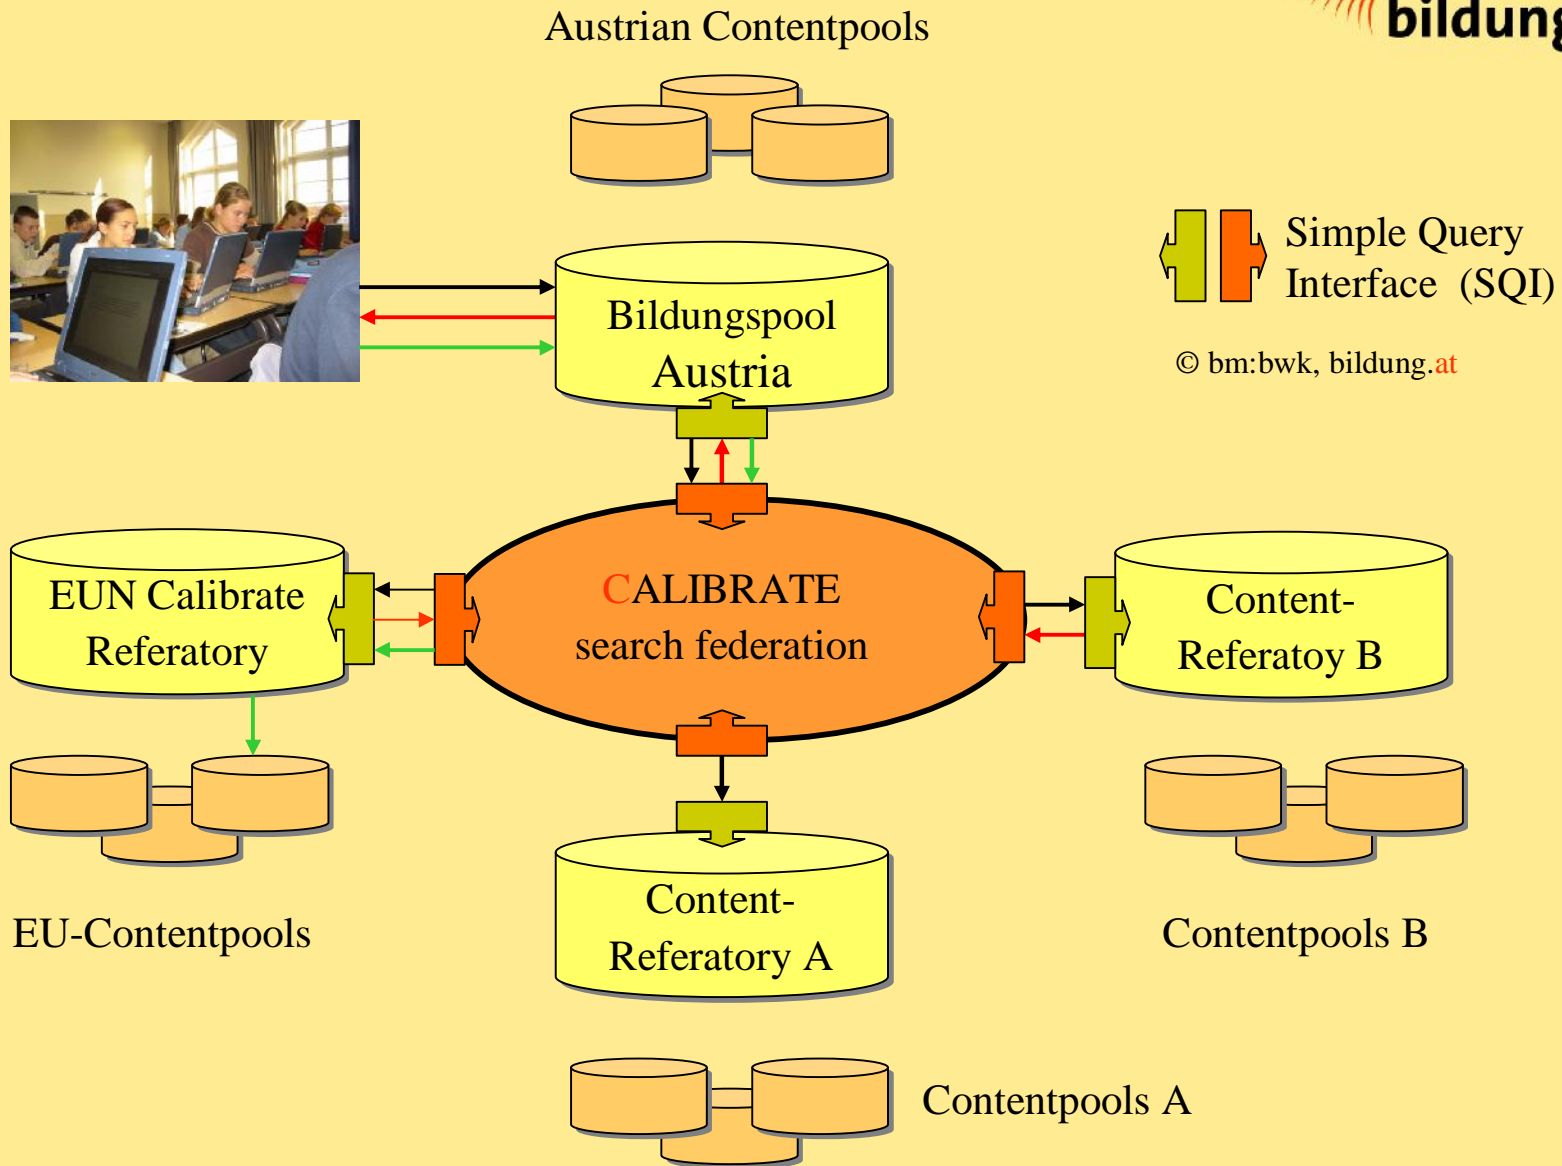 Austrian Contentpools
bildung
Simple Query
Interface (SQI)
© bm:bwk, bildung.at
Bildungspool
Austria
EUN Calibrate
Referatory
CALIBRATE
search federation
Content-
Referatoy B
Content-
Referatory A
EU-Contentpools
Contentpools B
Contentpools A